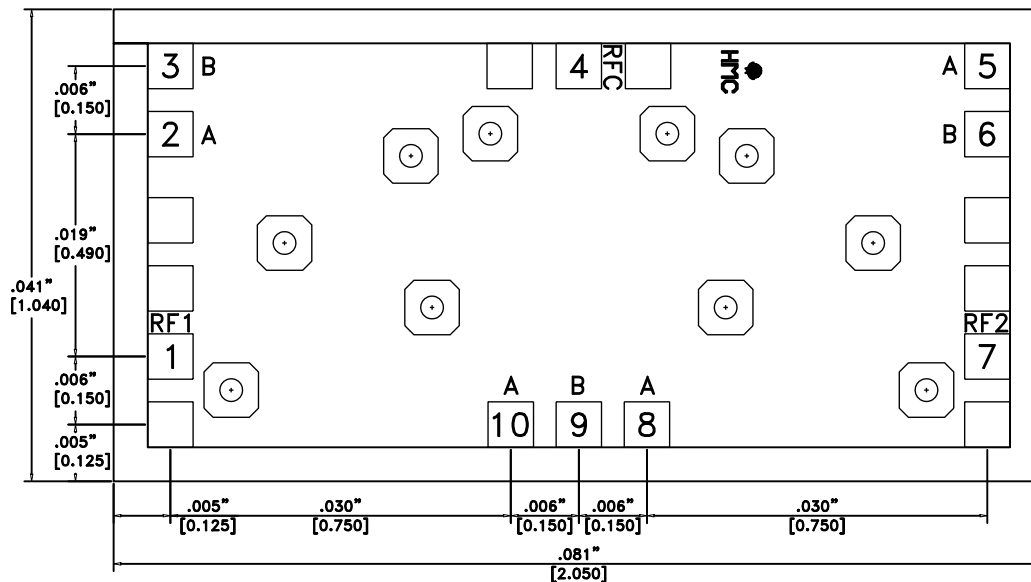 3 B
4
RFC
HMC
A 5
.006"
[0.150]
2 A
B 6
.019"
[0.490]
.041"
[1.040]
RF1
RF2
1
7
.006"
[0.150]
A B A
10 9 8
.005"
[0.125]
.005" .030" .006" .006" .030"
[0.125] [0.750] [0.150] [0.150] [0.750]
.081"
[2.050]